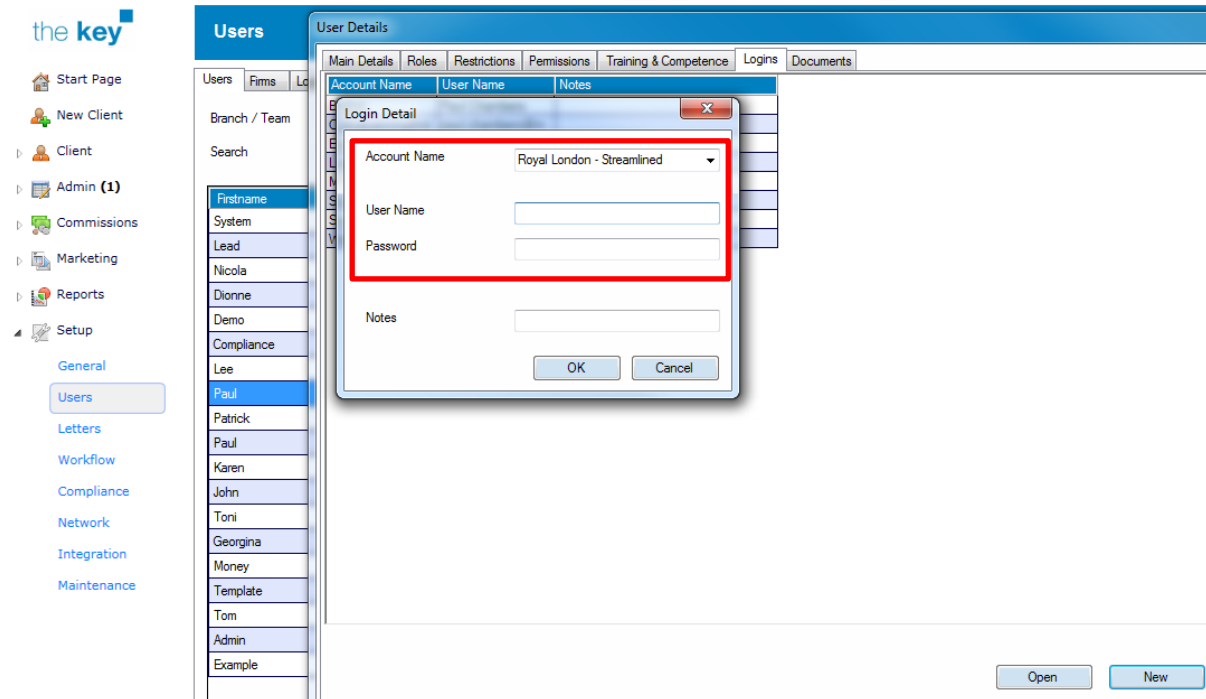 the key
Start Page
New Client
Client
Admin (1)
Commissions
Marketing
Reports
Setup
General
Users
Letters
Workflow
Compliance
Network
Integration
Maintenance
Users
Users Firms
Branch / Team
Search
Firstname
System
Lead
Nicola
Dionne
Demo
Compliance
Lee
Paul
Patrick
Paul
Karen
John
Toni
Georgina
Money
Template
Tom
Admin
Example
User Details
Main Details Roles Restrictions Permissions Training & Competence Logins Documents
Account Name User Name Notes
Login Detail
Account Name Royal London - Streamlined
User Name
Password
Notes
OK Cancel
Open New